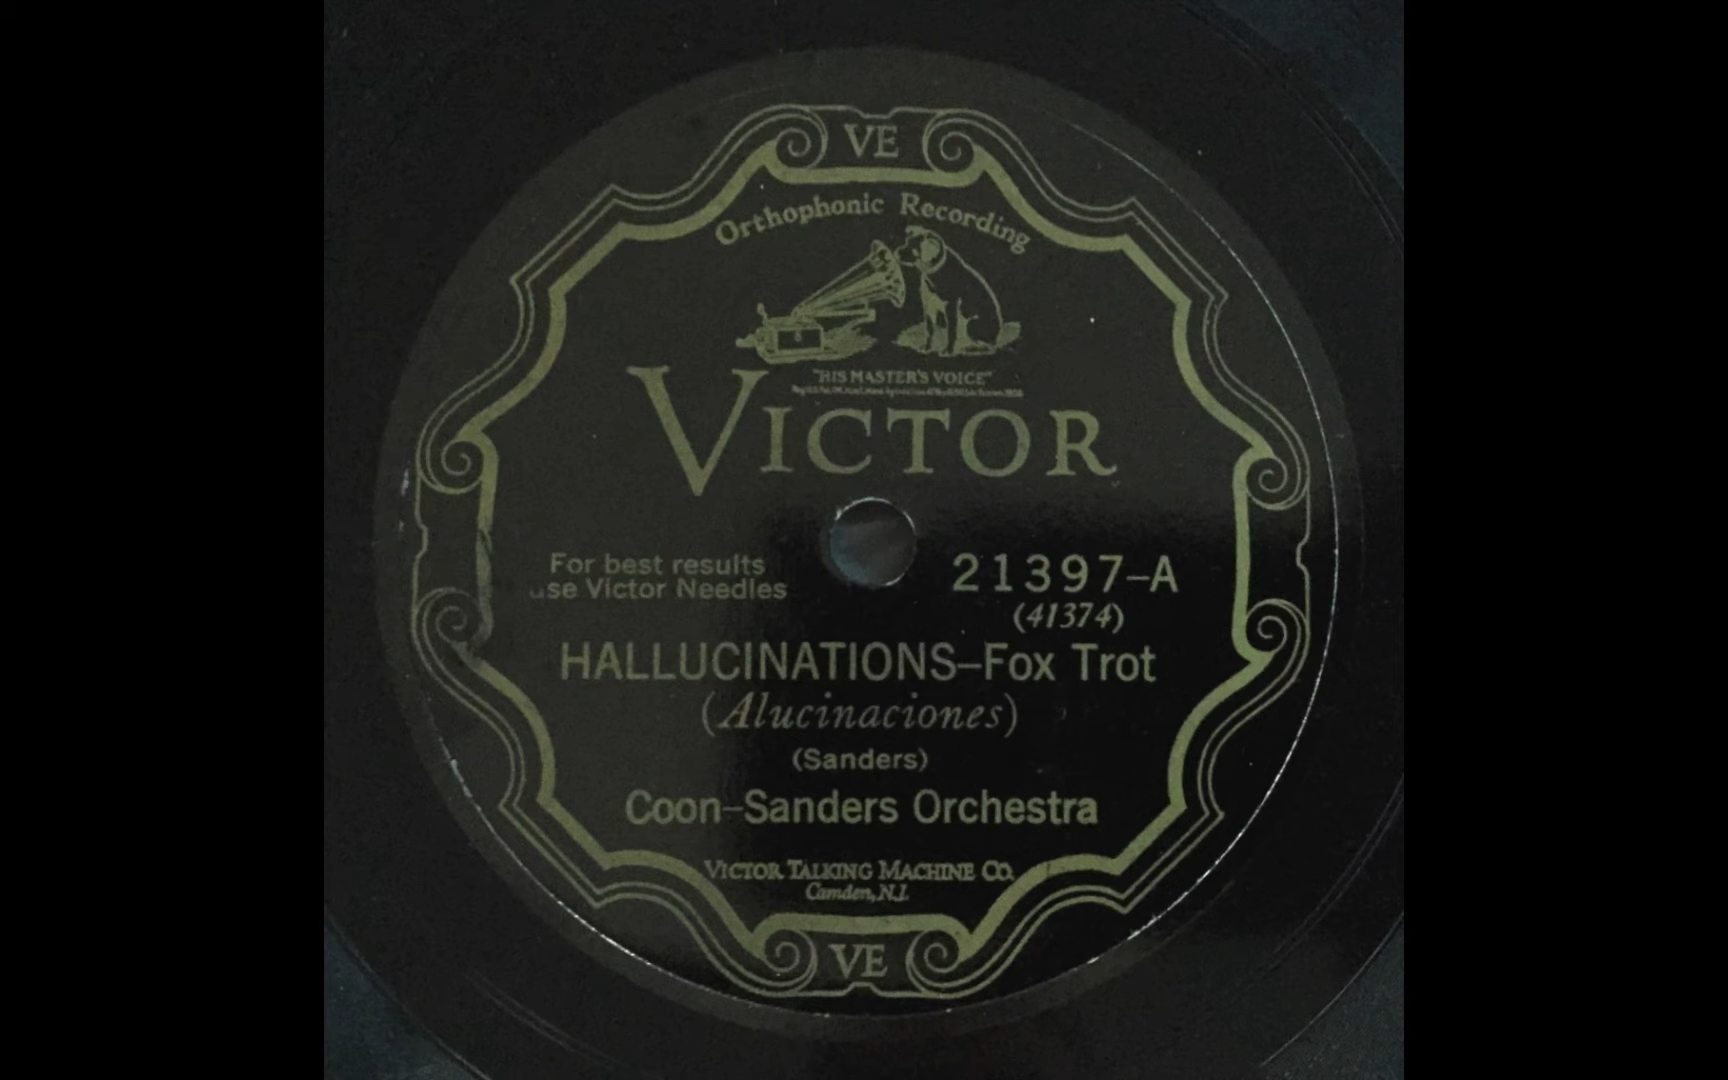 VE
Orthophonic Recording
"HIS MASTER'S VOICE"
VICTOR
For best results
use Victor Needles
21397-A
(41374)
HALLUCINATIONS-Fox Trot
(Alucinaciones)
(Sanders)
Coon-Sanders Orchestra
VICTOR TALKING MACHINE CO.
Camden, N.J.
VE